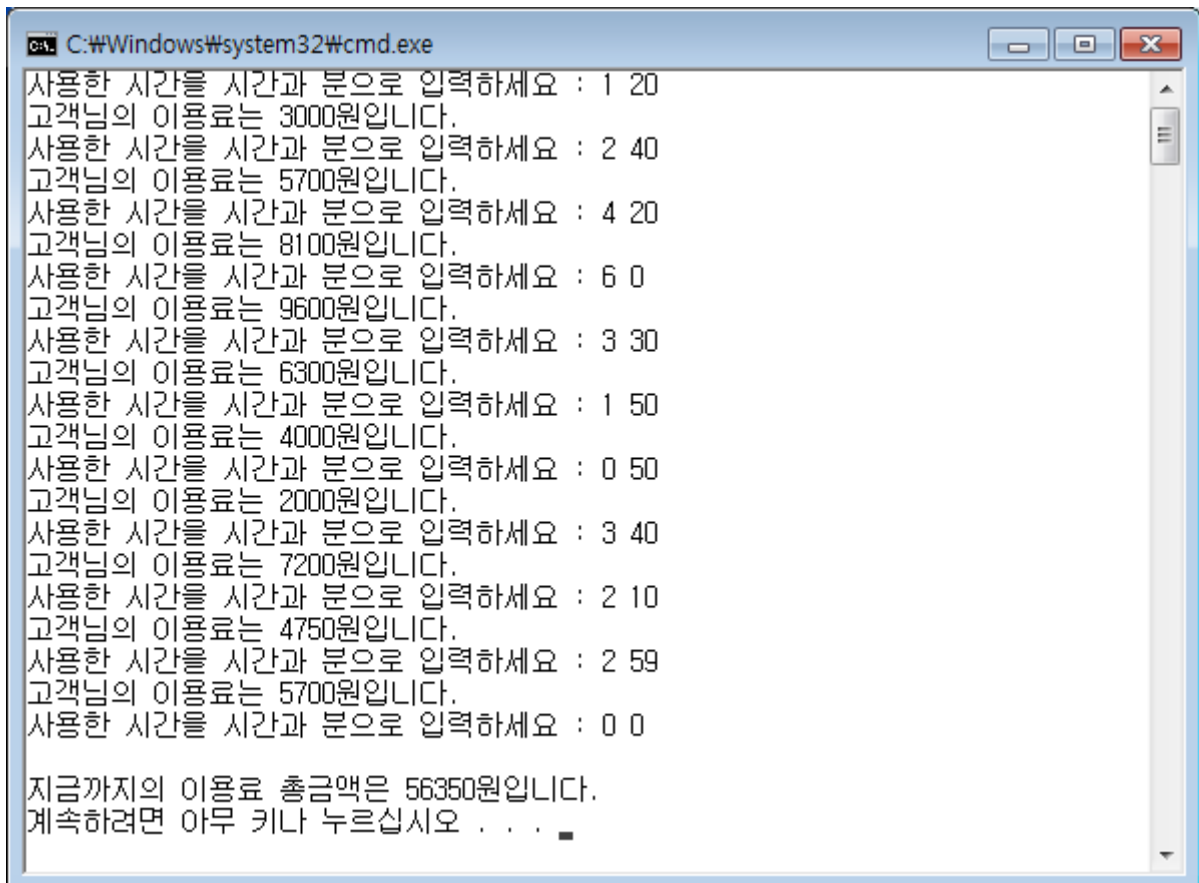 C:₩Windows₩system32₩cmd.exe
사용한 시간을 시간과 분으로 입력하세요 : 1 20
고객님의 이용료는 3000원입니다.
사용한 시간을 시간과 분으로 입력하세요 : 2 40
고객님의 이용료는 5700원입니다.
사용한 시간을 시간과 분으로 입력하세요 : 4 20
고객님의 이용료는 8100원입니다.
사용한 시간을 시간과 분으로 입력하세요 : 6 0
고객님의 이용료는 9600원입니다.
사용한 시간을 시간과 분으로 입력하세요 : 3 30
고객님의 이용료는 6300원입니다.
사용한 시간을 시간과 분으로 입력하세요 : 1 50
고객님의 이용료는 4000원입니다.
사용한 시간을 시간과 분으로 입력하세요 : 0 50
고객님의 이용료는 2000원입니다.
사용한 시간을 시간과 분으로 입력하세요 : 3 40
고객님의 이용료는 7200원입니다.
사용한 시간을 시간과 분으로 입력하세요 : 2 10
고객님의 이용료는 4750원입니다.
사용한 시간을 시간과 분으로 입력하세요 : 2 59
고객님의 이용료는 5700원입니다.
사용한 시간을 시간과 분으로 입력하세요 : 0 0
지금까지의 이용료 총금액은 56350원입니다.
계속하려면 아무 키나 누르십시오 . . .